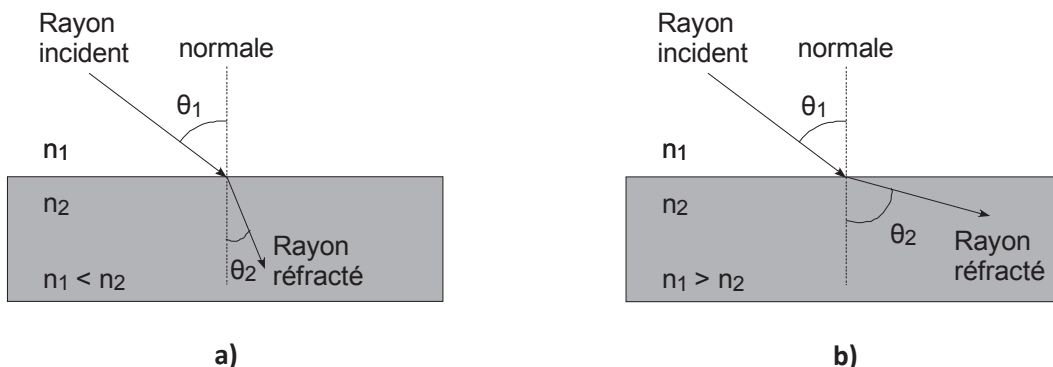 Rayon
incident
normale
θ1
n1
n2
θ2
Rayon
réfracté
n1 < n2
a)
Rayon
incident
normale
θ1
n1
n2
θ2
Rayon
réfracté
n1 > n2
b)